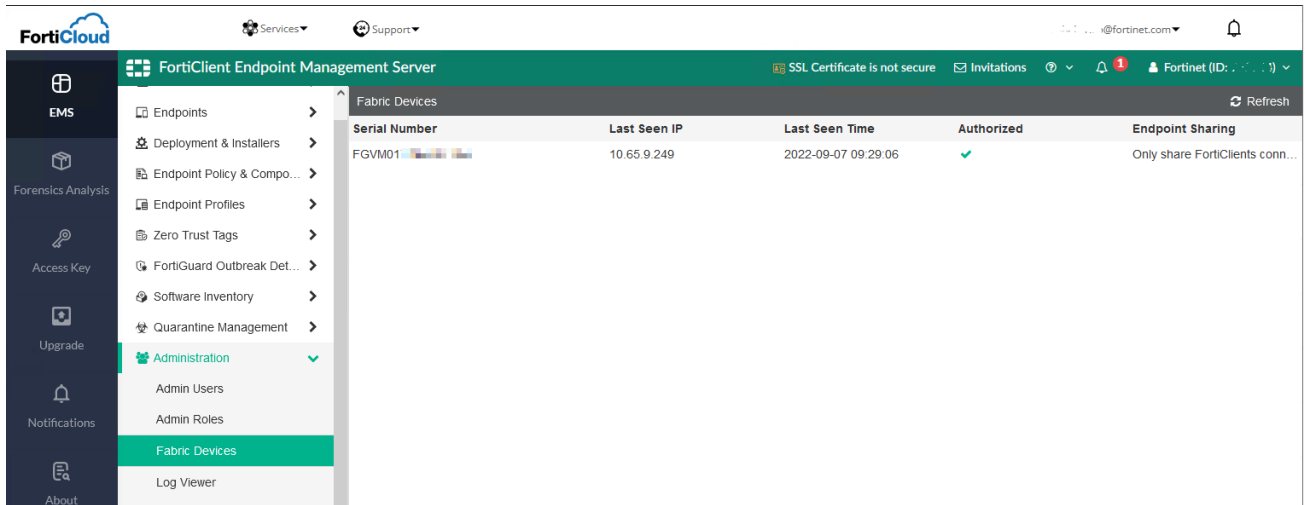 FortiCloud
Services
24 Support
@fortinet.com
FortiClient Endpoint Management Server
SSL Certificate is not secure
Invitations
1
Fortinet (ID:
EMS
Forensics Analysis
Access Key
Upgrade
Notifications
About
Endpoints
Deployment & Installers
Endpoint Policy & Compo...
Endpoint Profiles
Zero Trust Tags
FortiGuard Outbreak Det...
Software Inventory
Quarantine Management
Administration
Admin Users
Admin Roles
Fabric Devices
Log Viewer
Fabric Devices
Refresh
Serial Number Last Seen IP Last Seen Time Authorized Endpoint Sharing
FGVM01 10.65.9.249 2022-09-07 09:29:06 Only share FortiClients conn...